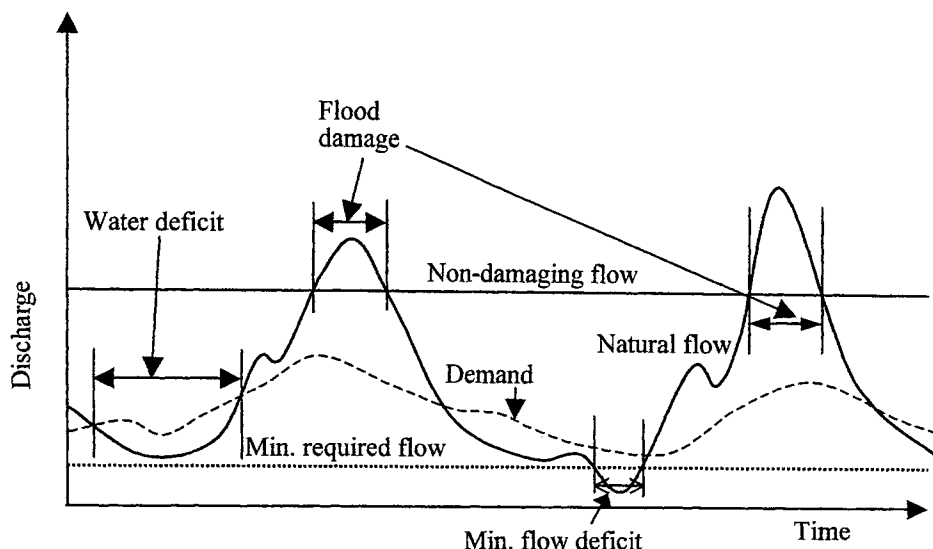 Flood
damage
Water deficit
Non-damaging flow
Natural flow
Demand
Min. required flow
Discharge
Time
Min. flow deficit